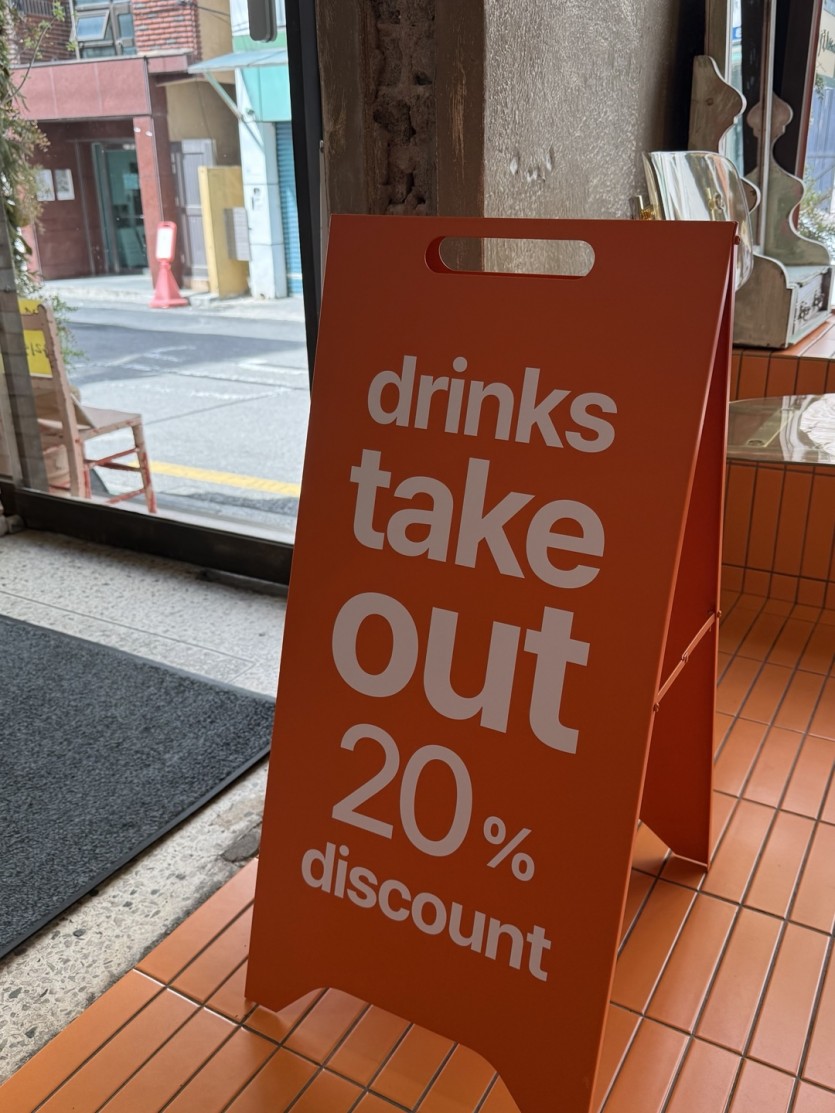 drinks
take
out
20%
discount